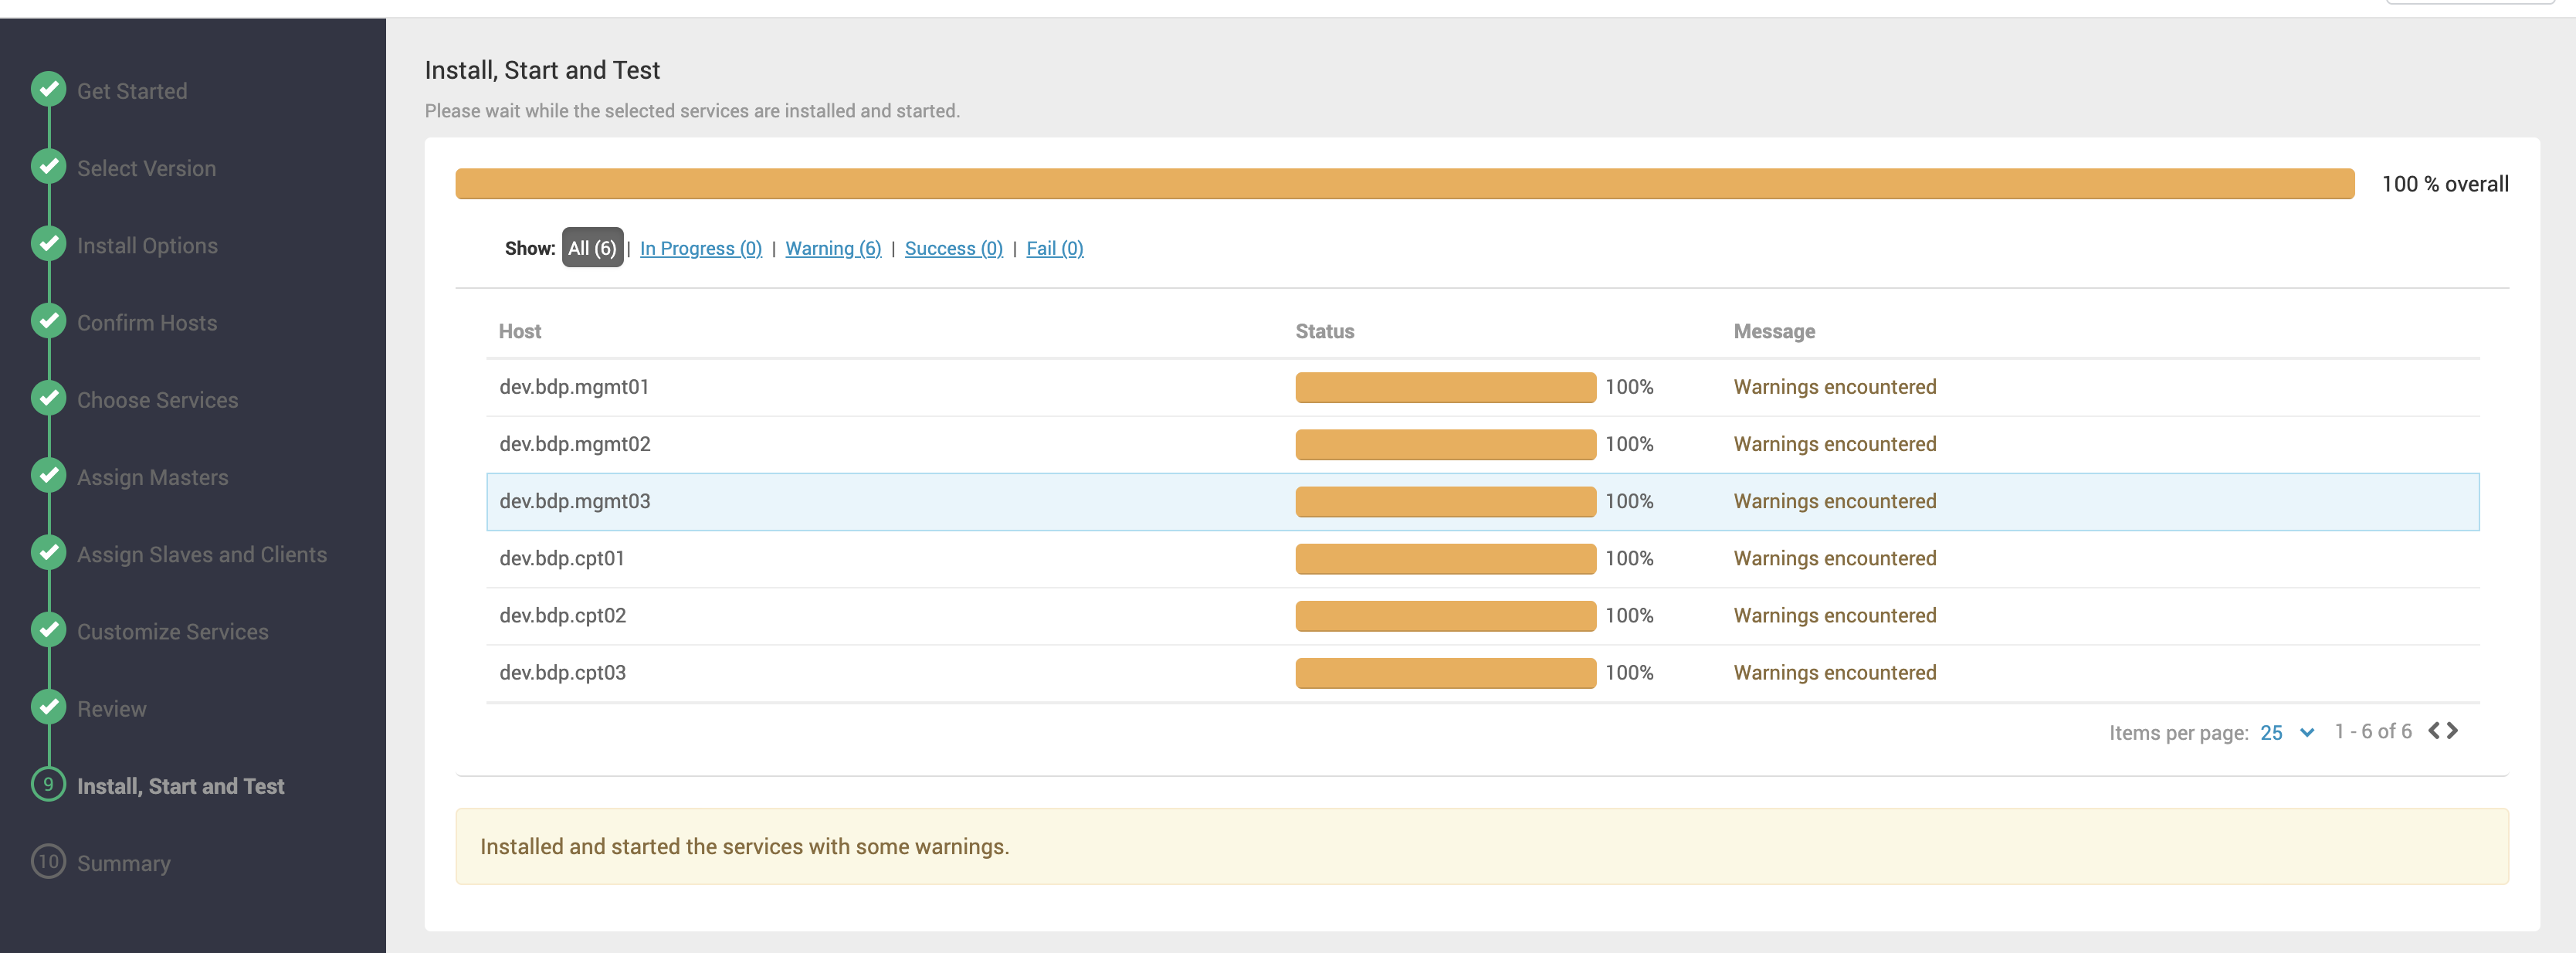 Get Started
Select Version
Install Options
Confirm Hosts
Choose Services
Assign Masters
Assign Slaves and Clients
Customize Services
Review
9 Install, Start and Test
10 Summary
Install, Start and Test
Please wait while the selected services are installed and started.
100 % overall
Show: All (6) | In Progress (0) | Warning (6) | Success (0) | Fail (0)
Host Status Message
dev.bdp.mgmt01 100% Warnings encountered
dev.bdp.mgmt02 100% Warnings encountered
dev.bdp.mgmt03 100% Warnings encountered
dev.bdp.cpt01 100% Warnings encountered
dev.bdp.cpt02 100% Warnings encountered
dev.bdp.cpt03 100% Warnings encountered
Items per page: 25 1 - 6 of 6
Installed and started the services with some warnings.